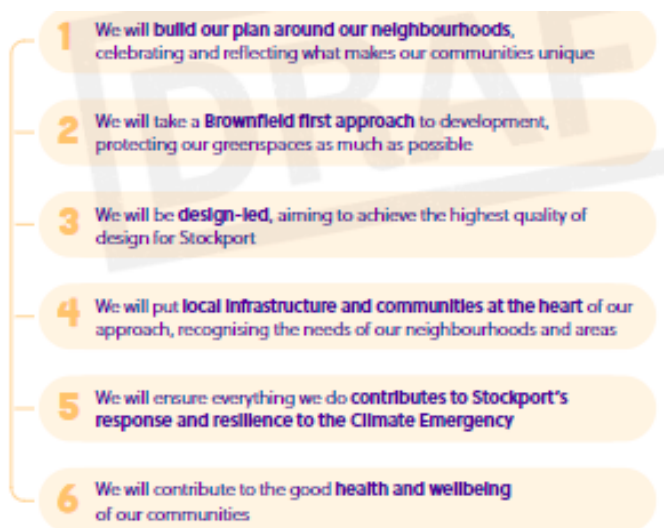 DRAF
1 We will build our plan around our neighbourhoods,
celebrating and reflecting what makes our communities unique
2 We will take a Brownfield first approach to development,
protecting our greenspaces as much as possible
3 We will be design-led, aiming to achieve the highest quality of
design for Stockport
4 We will put local infrastructure and communities at the heart of our
approach, recognising the needs of our neighbourhoods and areas
5 We will ensure everything we do contributes to Stockport's
response and resilience to the Climate Emergency
6 We will contribute to the good health and wellbeing
of our communities